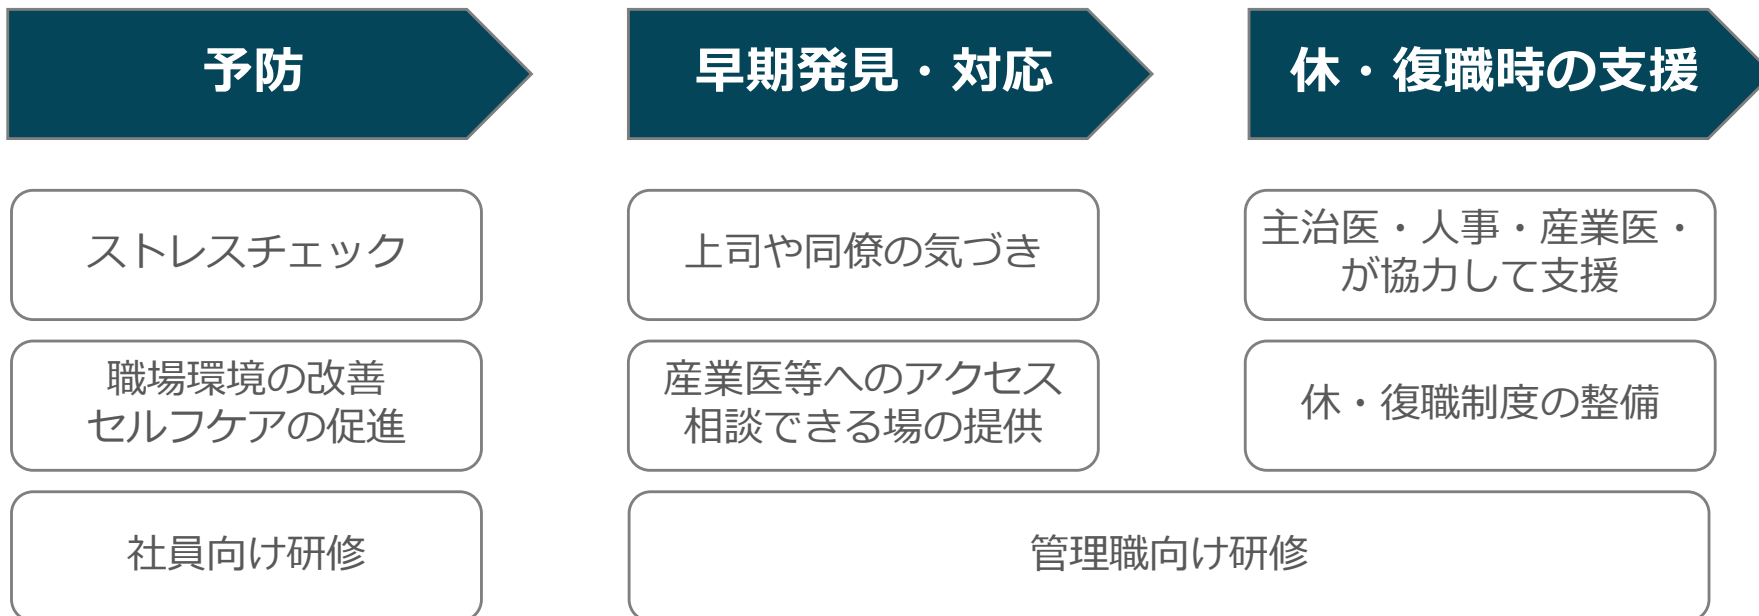 予防
早期発見・対応
休・復職時の支援
ストレスチェック
上司や同僚の気づき
主治医・人事・産業医・
が協力して支援
職場環境の改善
セルフケアの促進
産業医等へのアクセス
相談できる場の提供
休・復職制度の整備
社員向け研修
管理職向け研修